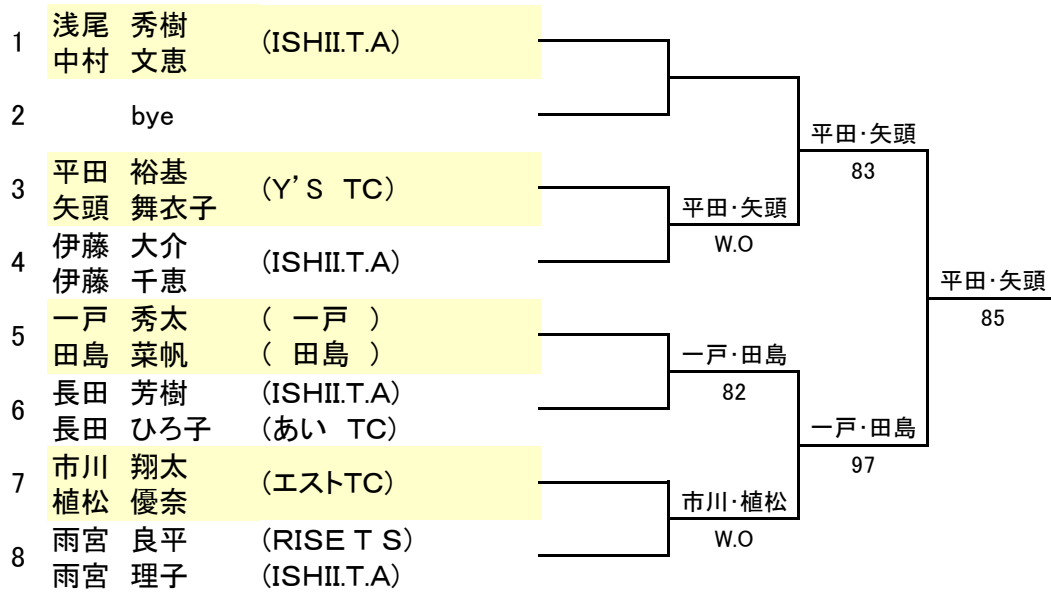 1 浅尾 秀樹 (ISHII.T.A)
中村 文恵
2 bye
3 平田 裕基 (Y'S TC)
矢頭 舞衣子
4 伊藤 大介 (ISHII.T.A)
伊藤 千恵
5 一戸 秀太 ( 一戸 )
田島 菜帆 ( 田島 )
6 長田 芳樹 (ISHII.T.A)
長田 ひろ子 (あい TC)
7 市川 翔太 (エストTC)
植松 優奈
8 雨宮 良平 (RISE T S)
雨宮 理子 (ISHII.T.A)
平田・矢頭
W.O
一戸・田島
82
市川・植松
W.O
平田・矢頭
83
一戸・田島
97
平田・矢頭
85